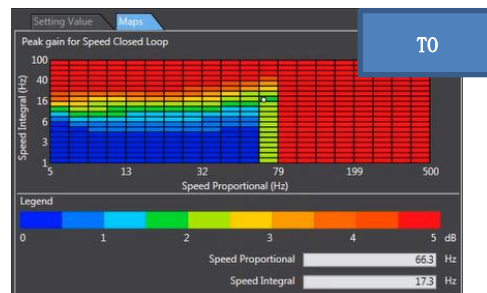 Setting Value Maps
TO
Peak gain for Speed Closed Loop
100
40
16
6
3
1
Speed Integral (Hz)
5 13 32 79 199 500
Speed Proportional (Hz)
Legend
0 1 2 3 4 5 dB
Speed Proportional 66.3 Hz
Speed Integral 17.3 Hz